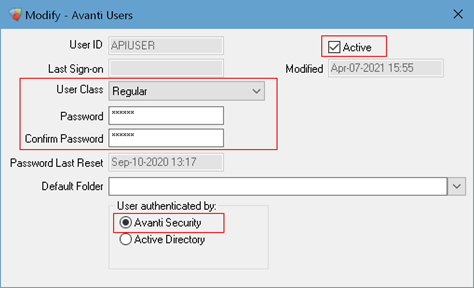 Modify - Avanti Users
User ID APIUSER
Active
Last Sign-on
Modified Apr-07-2021 15:55
User Class Regular
Password ******
Confirm Password ******
Password Last Reset Sep-10-2020 13:17
Default Folder
User authenticated by:
Avanti Security
Active Directory